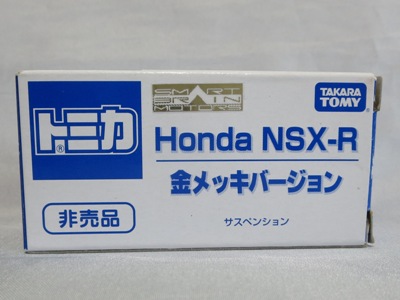 SMART
BRAIN
MOTORS
TAKARA
TOMY
トミカ
®
Honda NSX-R
金メッキバージョン
非売品
サスペンション